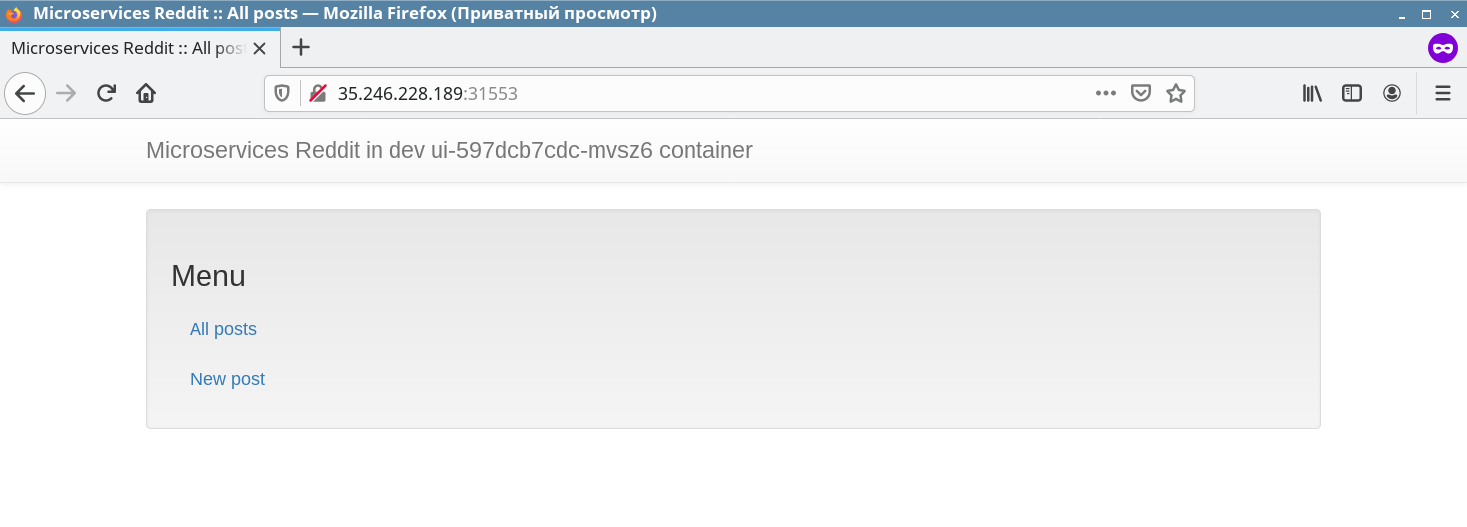 Microservices Reddit :: All posts — Mozilla Firefox (Приватный просмотр)
Microservices Reddit :: All pos
35.246.228.189:31553
Microservices Reddit in dev ui-597dcb7cdc-mvsz6 container
Menu
All posts
New post